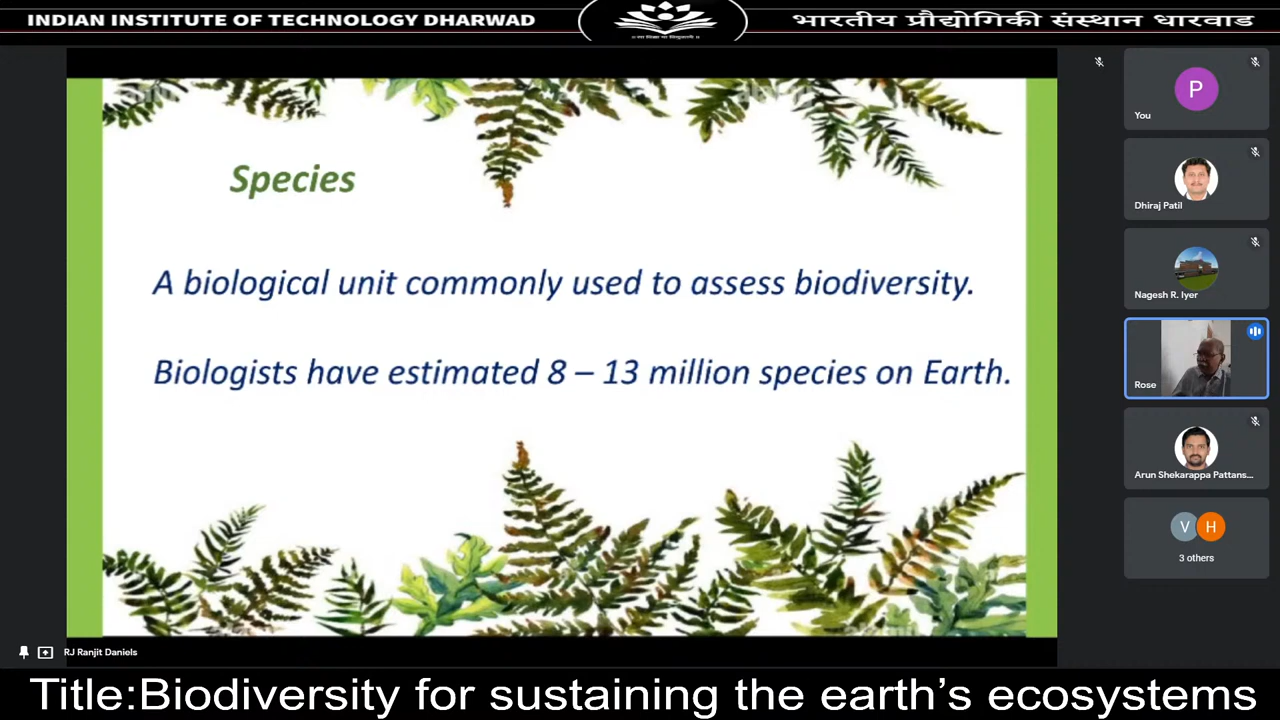 INDIAN INSTITUTE OF TECHNOLOGY DHARWAD
भारतीय प्रौद्योगिकी संस्थान धारवाड
Species
A biological unit commonly used to assess biodiversity.
Biologists have estimated 8 – 13 million species on Earth.
P
You
Dhiraj Patil
Nagesh R. Iyer
Rose
Arun Shekarappa Pattans...
V
H
3 others
RJ Ranjit Daniels
Title:Biodiversity for sustaining the earth's ecosystems